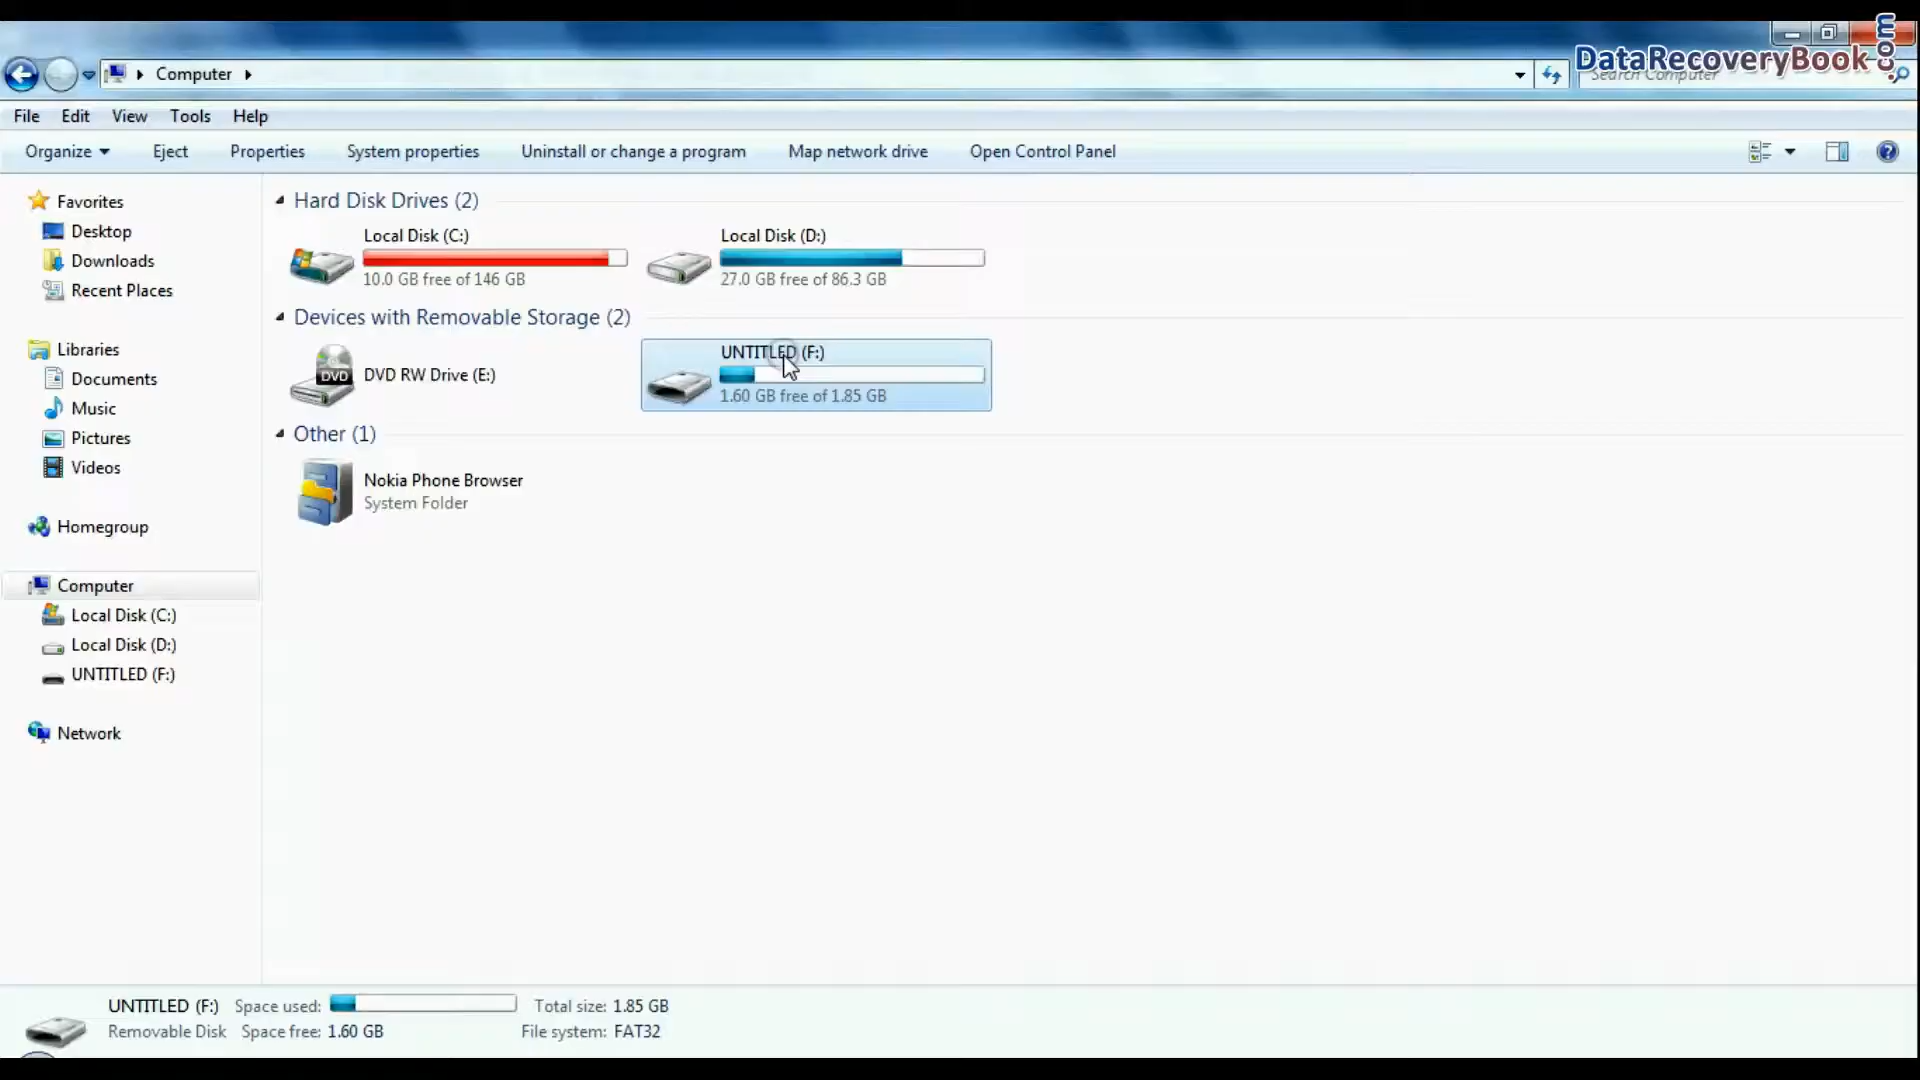 DataRecoveryBook.com
Computer
Search Computer
File Edit View Tools Help
Organize Eject Properties System properties Uninstall or change a program Map network drive Open Control Panel
Favorites
Desktop
Downloads
Recent Places
Libraries
Documents
Music
Pictures
Videos
Homegroup
Computer
Local Disk (C:)
Local Disk (D:)
UNTITLED (F:)
Network
Hard Disk Drives (2)
Local Disk (C:)
10.0 GB free of 146 GB
Local Disk (D:)
27.0 GB free of 86.3 GB
Devices with Removable Storage (2)
DVD
DVD RW Drive (E:)
UNTITLED (F:)
1.60 GB free of 1.85 GB
Other (1)
Nokia Phone Browser
System Folder
UNTITLED (F:) Space used: Total size: 1.85 GB
Removable Disk Space free: 1.60 GB File system: FAT32